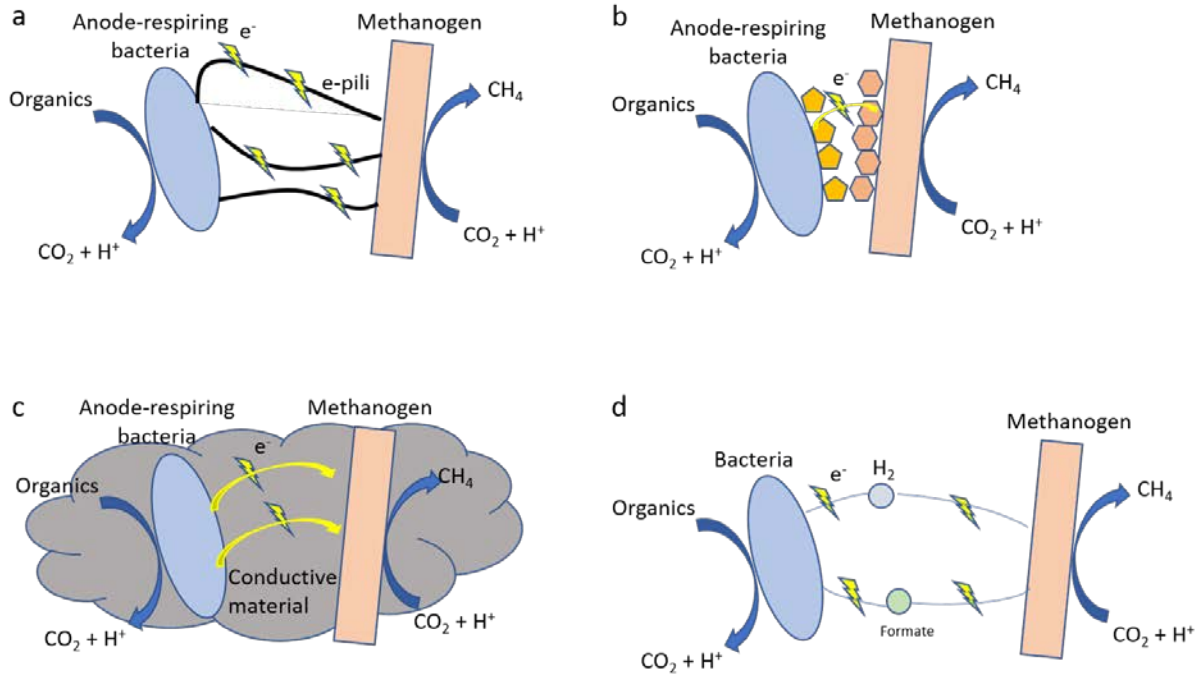 a
Anode-respiring
bacteria
e⁻
Methanogen
e-pili
Organics
CH₄
CO₂ + H⁺
CO₂ + H⁺
b
Anode-respiring
bacteria
Methanogen
e⁻
Organics
CH₄
CO₂ + H⁺
CO₂ + H⁺
c
Anode-respiring
bacteria
Methanogen
e⁻
Organics
CH₄
Conductive
material
CO₂ + H⁺
CO₂ + H⁺
d
Methanogen
Bacteria
e⁻
H₂
Organics
CH₄
Formate
CO₂ + H⁺
CO₂ + H⁺